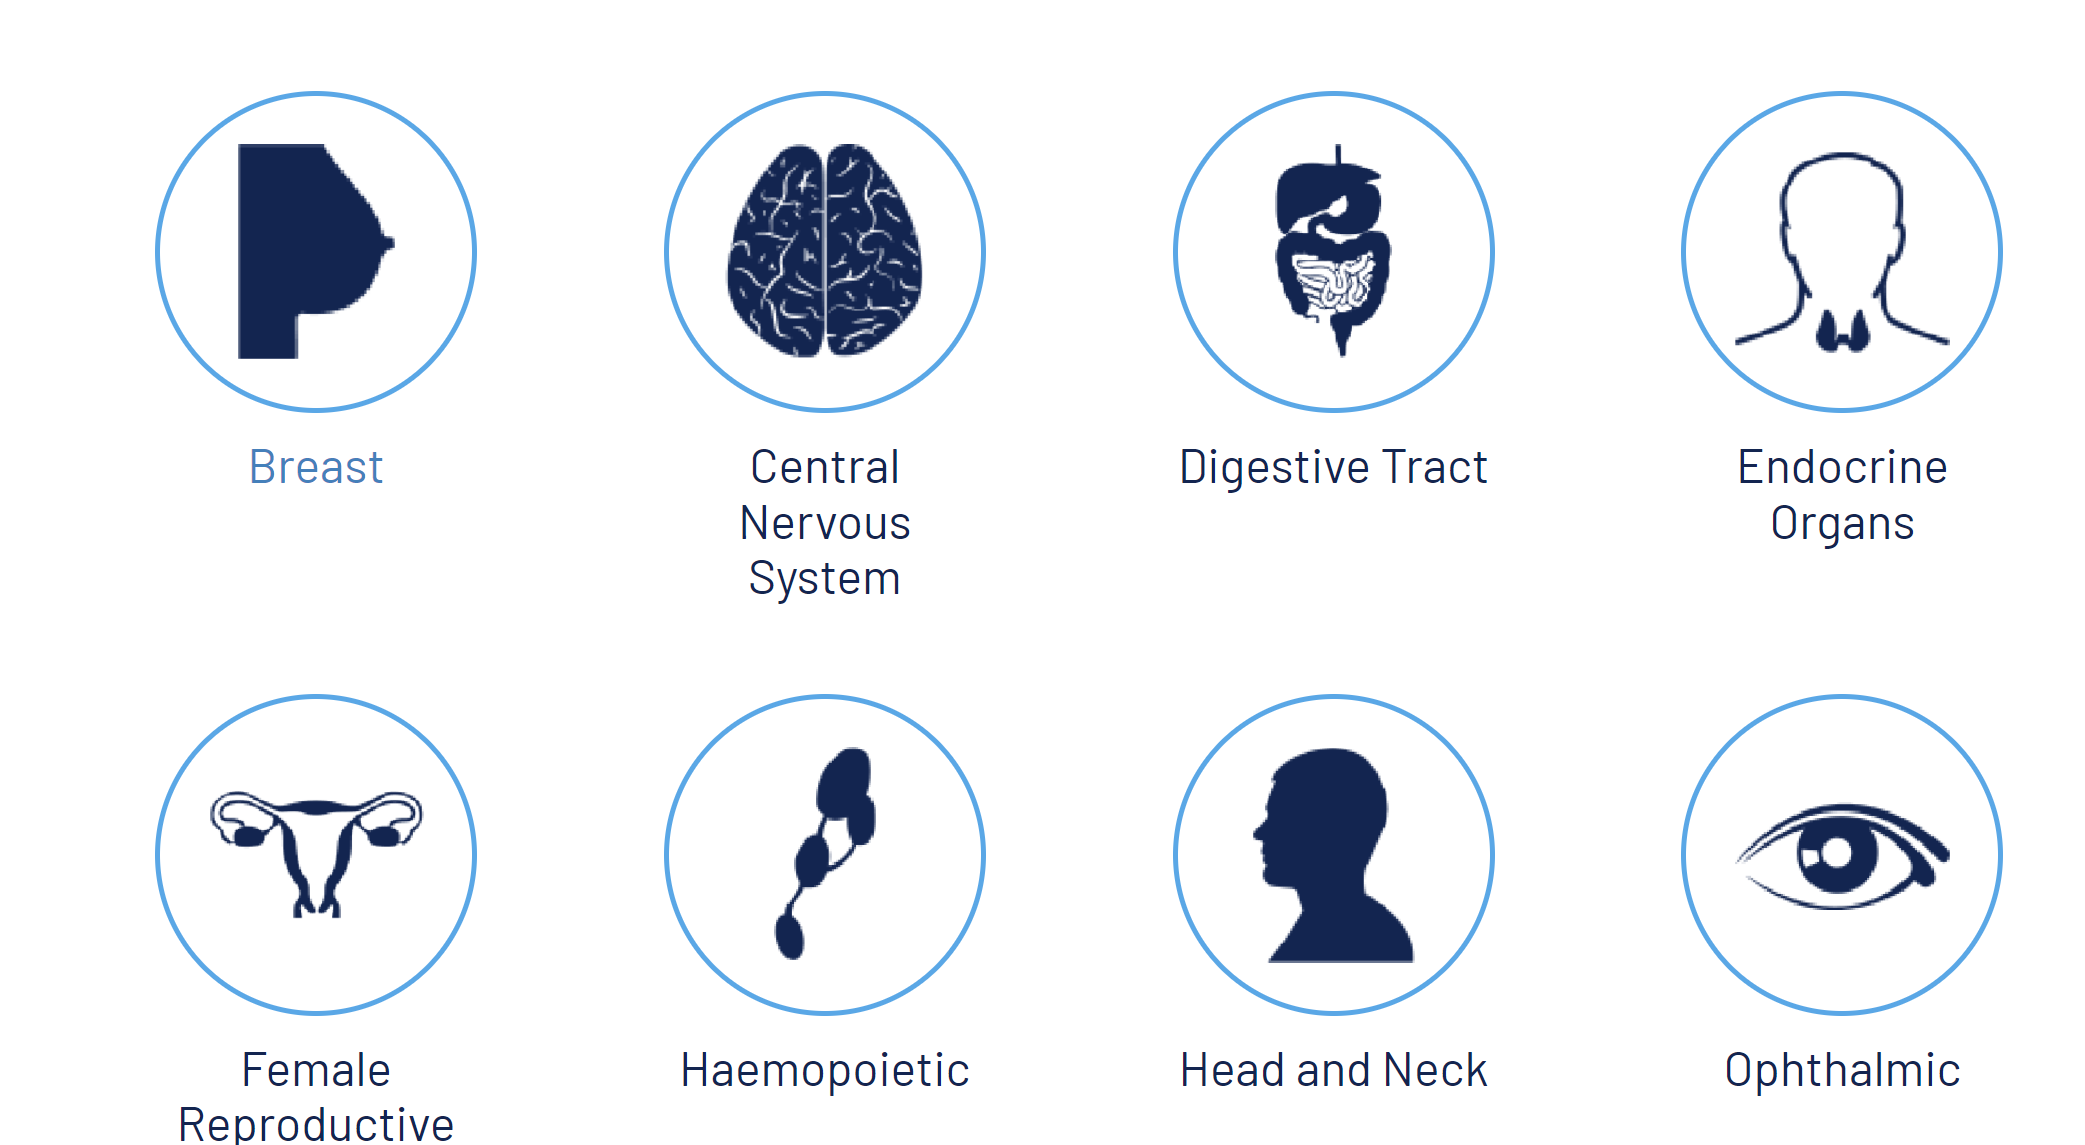 Breast
Central
Nervous
System
Digestive Tract
Endocrine
Organs
Female
Reproductive
Haemopoietic
Head and Neck
Ophthalmic